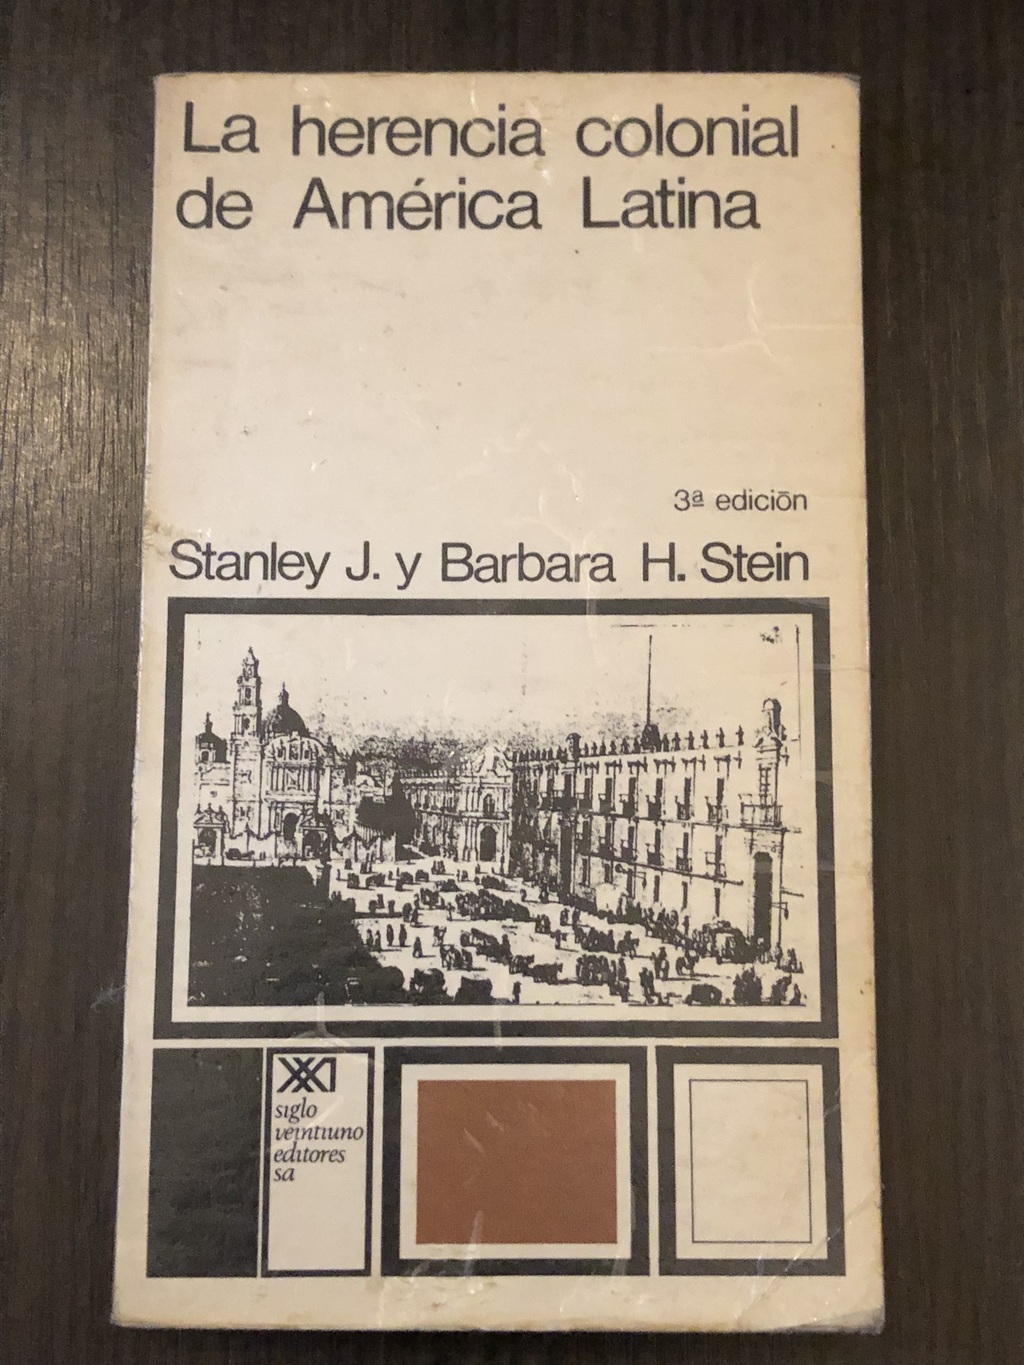 La herencia colonial
de América Latina
3ª edición
Stanley J. y Barbara H. Stein
XXI
siglo
veintiuno
editores
sa